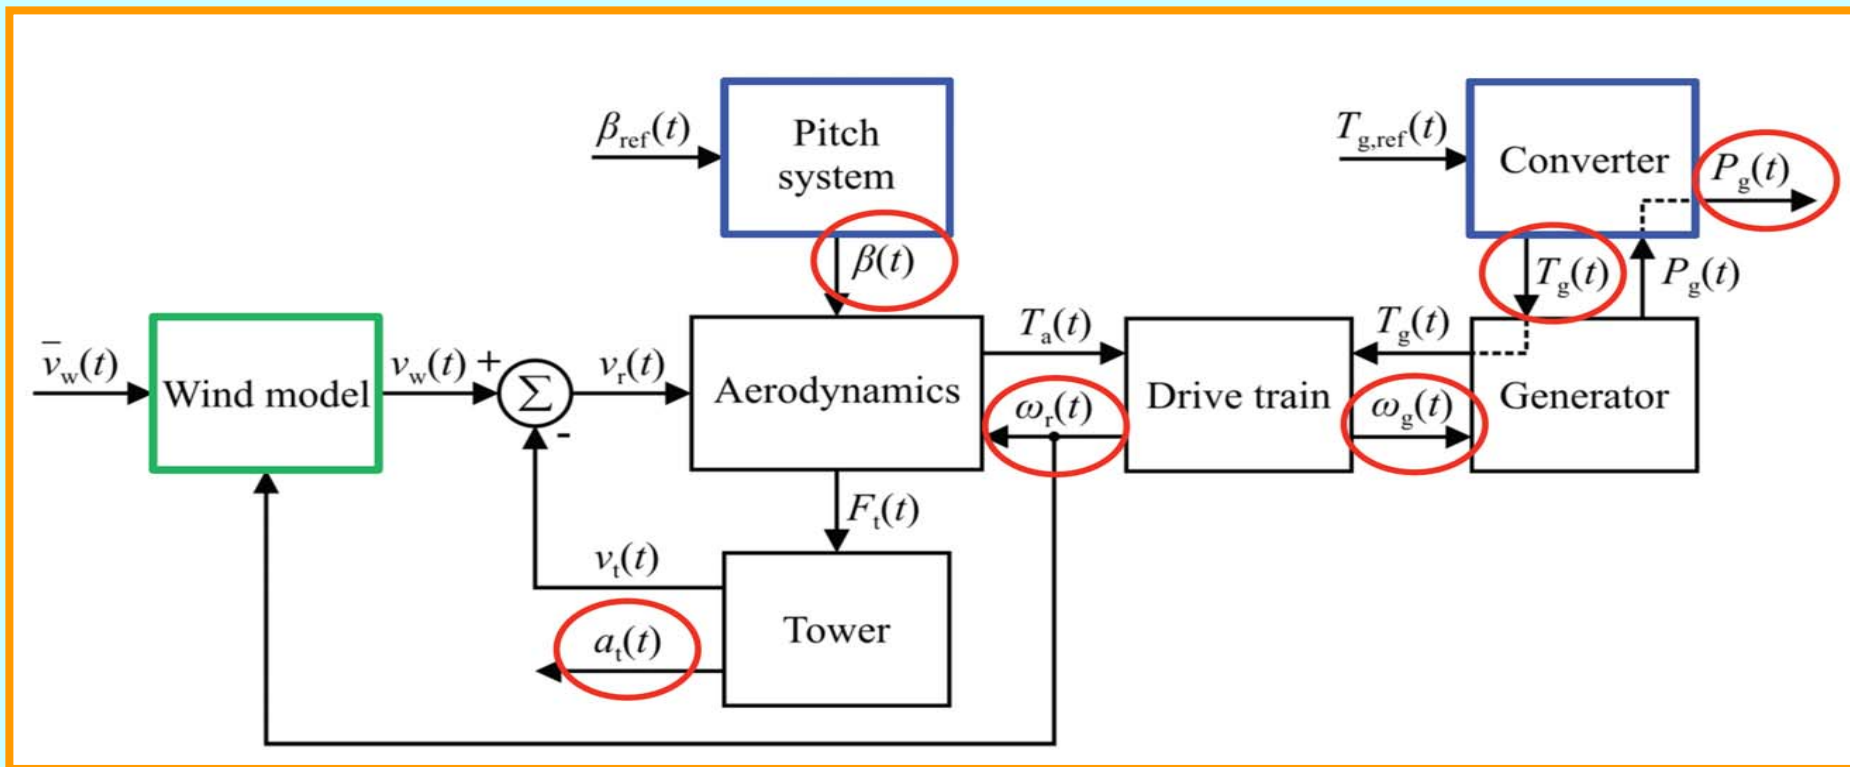 β_ref(t)
Pitch
system
T_g,ref(t)
Converter
P_g(t)
β(t)
T_g(t)
P_g(t)
v̅_w(t)
Wind model
v_w(t)
+
Σ
-
v_r(t)
Aerodynamics
T_a(t)
ω_r(t)
Drive train
T_g(t)
ω_g(t)
Generator
F_t(t)
v_t(t)
a_t(t)
Tower